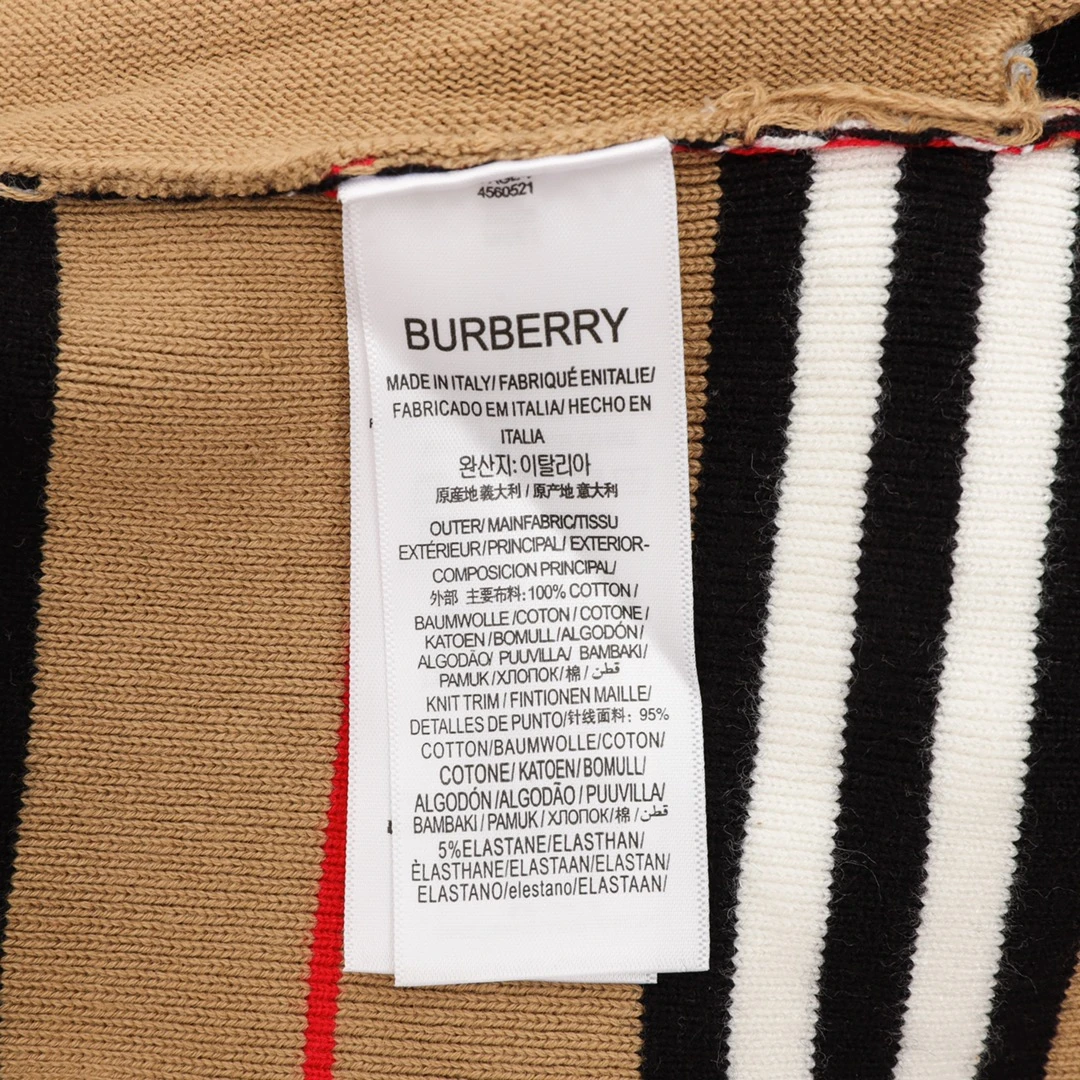 4560521
BURBERRY
MADE IN ITALY/ FABRIQUÉ ENITALIE/
FABRICADO EM ITALIA/ HECHO EN
ITALIA
완산지: 이탈리아
原産地 義大利 / 原产地 意大利
OUTER/ MAINFABRIC/TISSU
EXTÉRIEUR/PRINCIPAL/ EXTERIOR-
COMPOSICION PRINCIPAL/
外部 主要布料: 100% COTTON /
BAUMWOLLE /COTON / COTONE /
KATOEN /BOMULL/ALGODÓN/
ALGODÃO/ PUUVILLA/ BAMBAKI/
PAMUK /ХЛОПОК/棉 / قطن/
KNIT TRIM / FINTIONEN MAILLE/
DETALLES DE PUNTO/针线面料: 95%
COTTON/BAUMWOLLE/COTON/
COTONE/ KATOEN/BOMULL/
ALGODÓN /ALGODÃO / PUUVILLA/
BAMBAKI / PAMUK / ХЛОПОК/棉 / قطن/
5%ELASTANE/ELASTHAN/
ÈLASTHANE/ELASTAAN/ELASTAN/
ELASTANO/elestano/ELASTAAN/